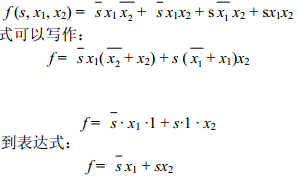 f(s, x₁, x₂) = s̅ x₁x̅₂ + s̅ x₁x₂ + s x̅₁ x₂ + sx₁x₂
式可以写作：
f = s̅ x₁(x̅₂ + x₂) + s (x̅₁ + x₁)x₂
f = s̅ · x₁ ·1 + s·1 · x₂
到表达式：
f = s̅ x₁ + sx₂